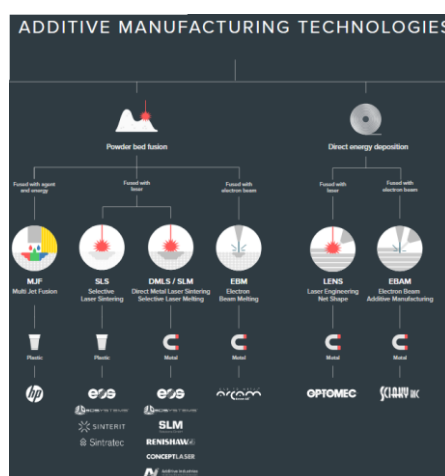 ADDITIVE MANUFACTURING TECHNOLOGIES
Powder bed fusion
Direct energy deposition
Fused with agent
and energy
Fused with
laser
Fused with
electron beam
Fused with
laser
Fused with
electron beam
MJF
Multi Jet Fusion
SLS
Selective
Laser Sintering
DMLS / SLM
Direct Metal Laser Sintering
Selective Laser Melting
EBM
Electron
Beam Melting
LENS
Laser Engineering
Net Shape
EBAM
Electron Beam
Additive Manufacturing
Plastic
Plastic
Metal
Metal
Metal
Metal
hp
eos
SINTERIT
Sintratec
eos
SLM
RENISHAW
CONCEPTLASER
Additive Industries
arcam
OPTOMEC
SCIAKY INC